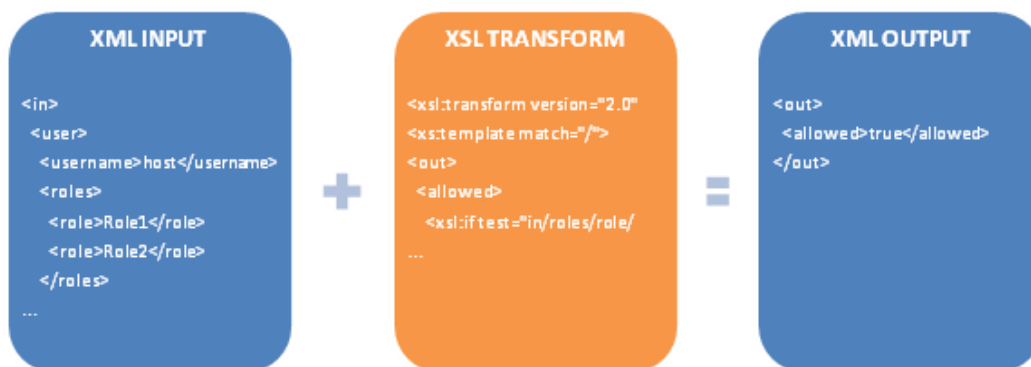 XML INPUT
<in>
<user>
<username>host</username>
<roles>
<role>Role1</role>
<role>Role2</role>
</roles>
...
XSL TRANSFORM
<xsl:transform version="2.0"
<xs:template match="/">
<out>
<allowed>
<xsl:if test="in/roles/role/
...
XML OUTPUT
<out>
<allowed>true</allowed>
</out>